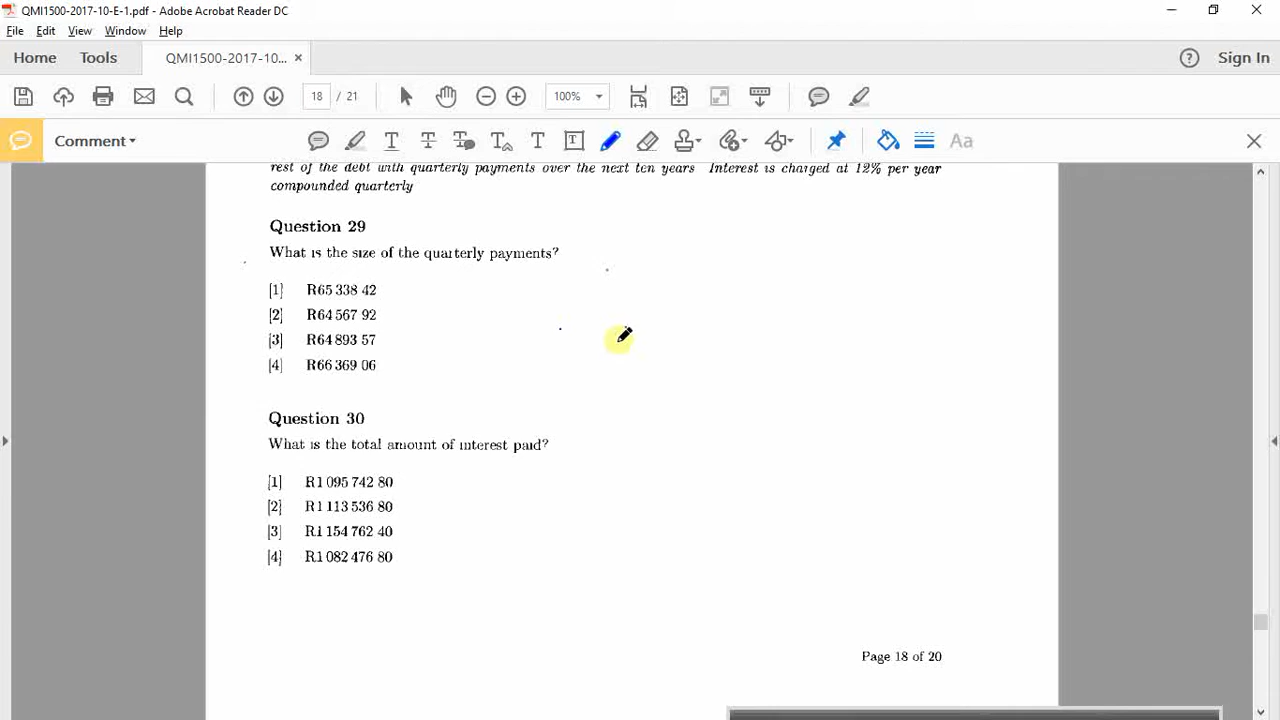 QMI1500-2017-10-E-1.pdf - Adobe Acrobat Reader DC
File Edit View Window Help
Home Tools QMI1500-2017-10... × Sign In
18 / 21 100%
Comment
rest of the debt with quarterly payments over the next ten years Interest is charged at 12% per year
compounded quarterly
Question 29
What is the size of the quarterly payments?
[1] R65 338 42
[2] R64 567 92
[3] R64 893 57
[4] R66 369 06
Question 30
What is the total amount of interest paid?
[1] R1 095 742 80
[2] R1 113 536 80
[3] R1 154 762 40
[4] R1 082 476 80
Page 18 of 20